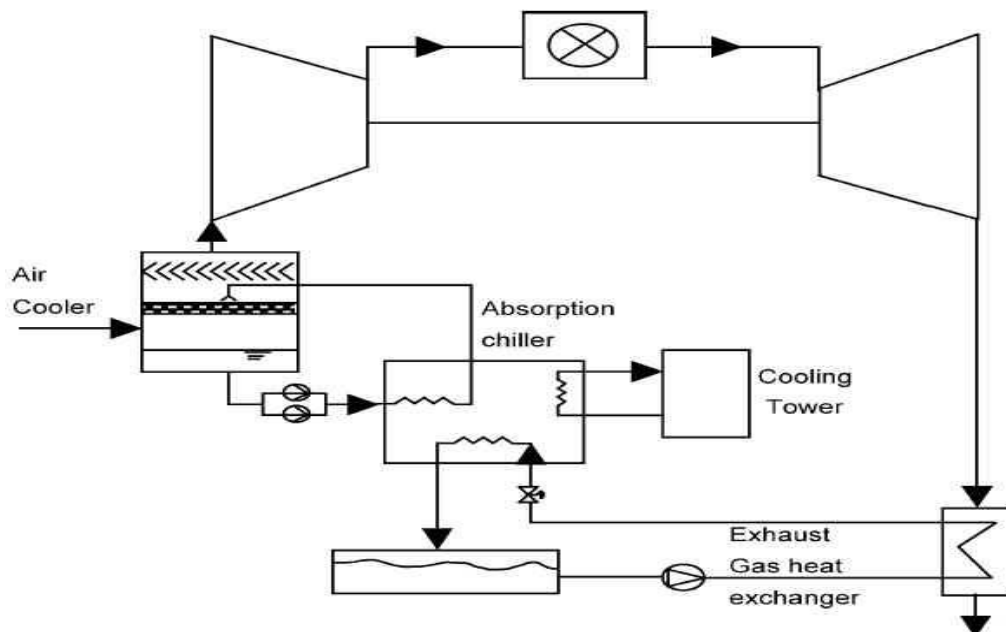 Air
Cooler
Absorption
chiller
Cooling
Tower
Exhaust
Gas heat
exchanger